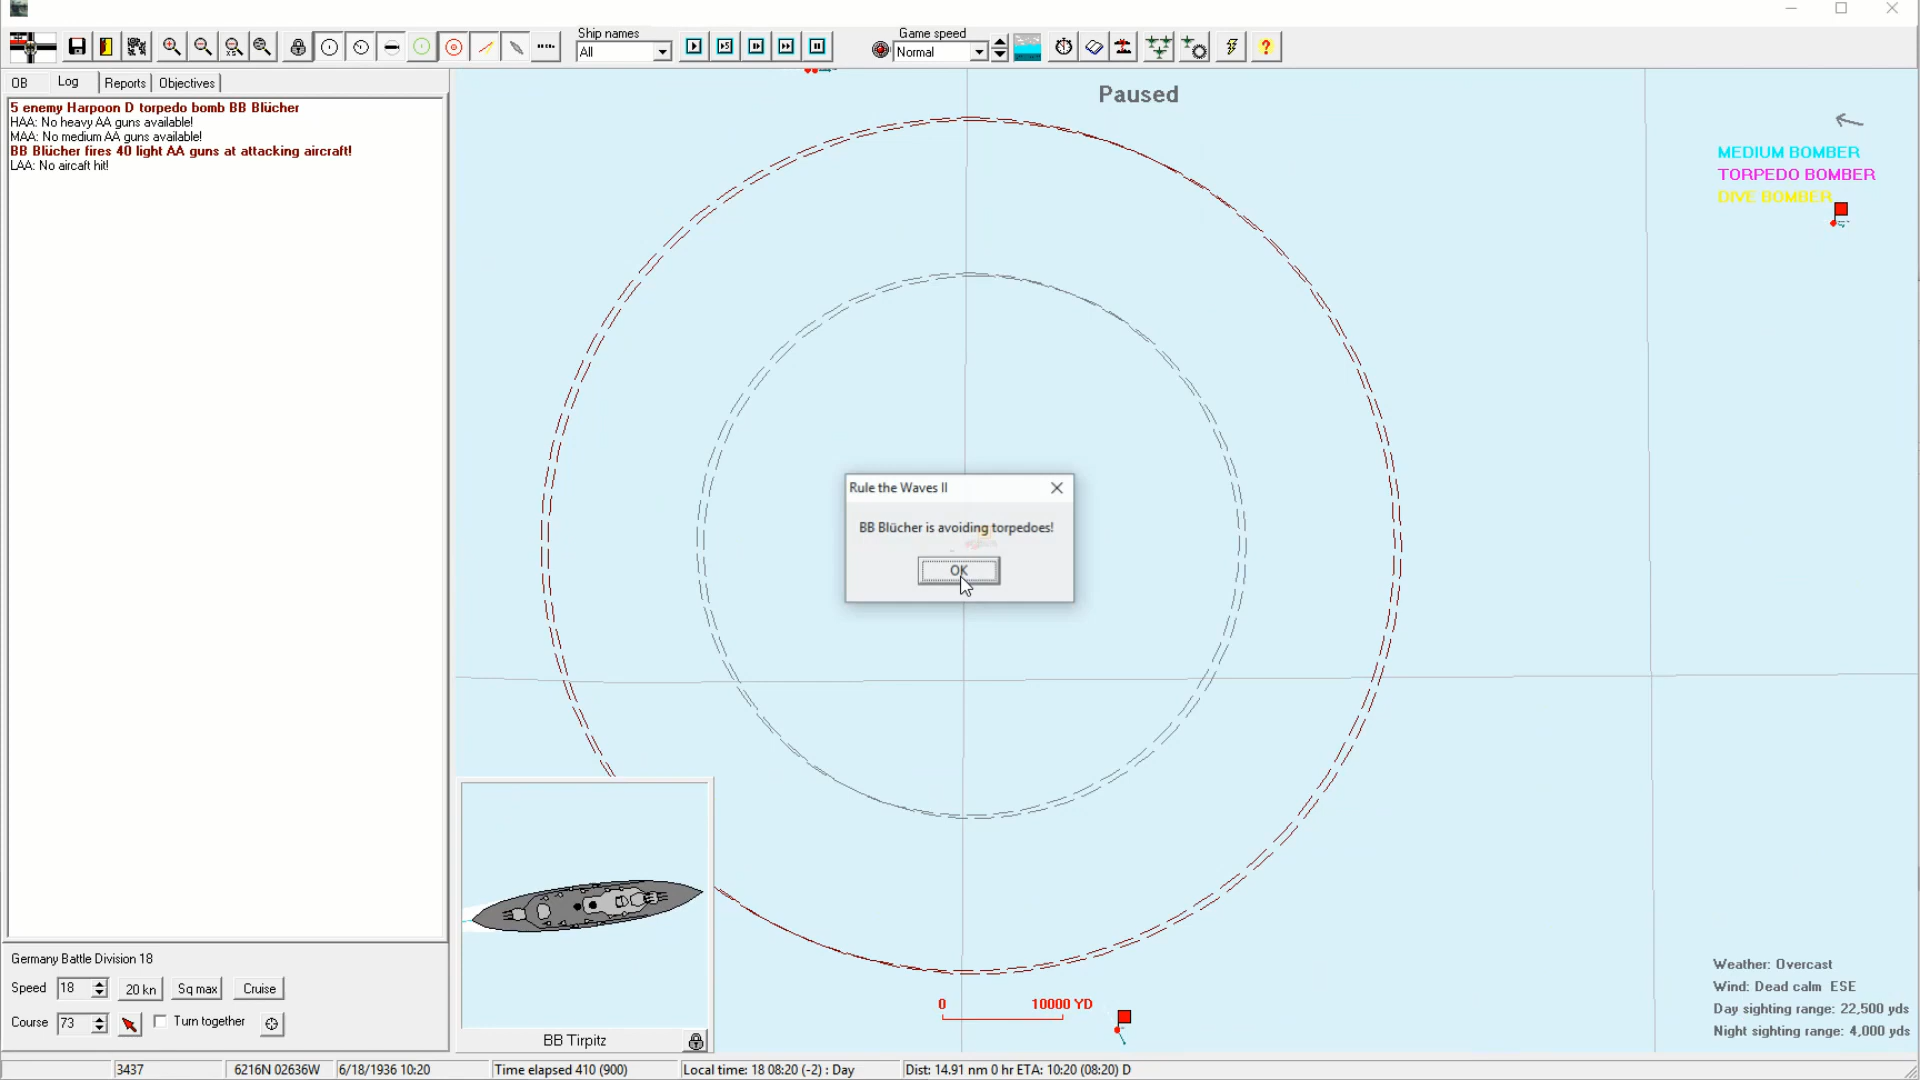 Ship names
All
Game speed
Normal
OB
Log
Reports
Objectives
5 enemy Harpoon D torpedo bomb BB Blücher
HAA: No heavy AA guns available!
MAA: No medium AA guns available!
BB Blücher fires 40 light AA guns at attacking aircraft!
LAA: No aircaft hit!
Paused
MEDIUM BOMBER
TORPEDO BOMBER
DIVE BOMBER
Rule the Waves II
BB Blücher is avoiding torpedoes!
OK
0 10000 YD
Weather: Overcast
Wind: Dead calm ESE
Day sighting range: 22,500 yds
Night sighting range: 4,000 yds
Germany Battle Division 18
Speed 18 20 kn Sq max Cruise
Course 73 Turn together
BB Tirpitz
3437 6216N 02636W 6/18/1936 10:20 Time elapsed 410 (900) Local time: 18 08:20 (-2) : Day Dist: 14.91 nm 0 hr ETA: 10:20 (08:20) D